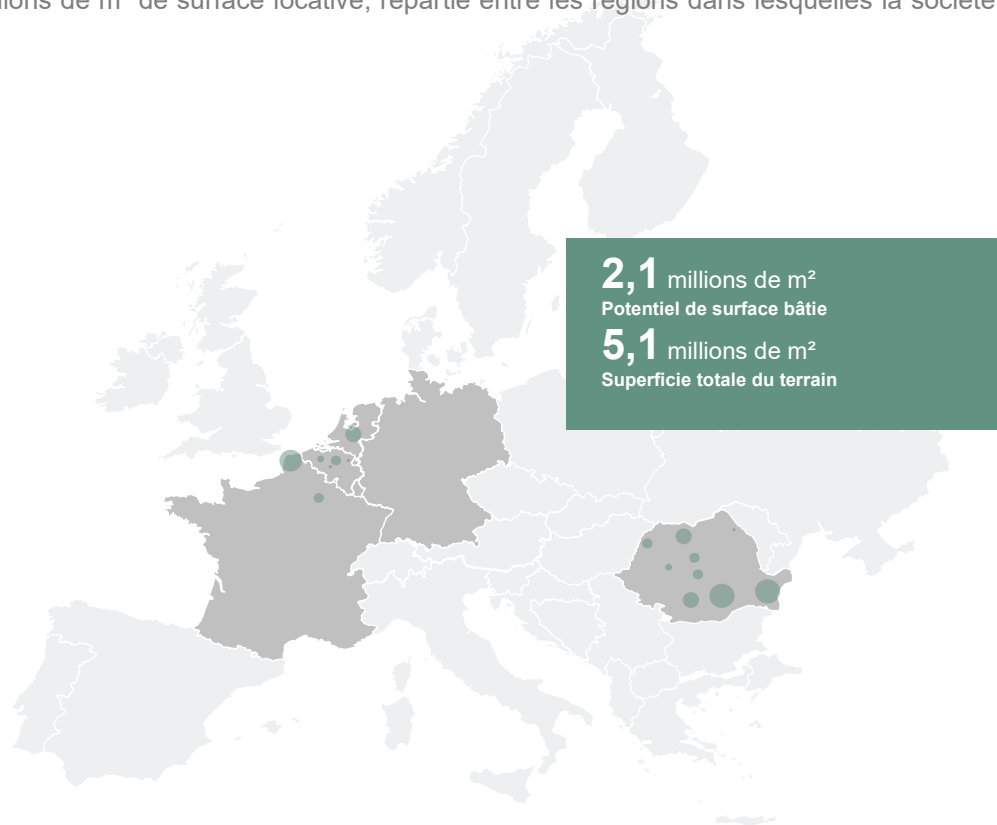 ions de m² de surface locative, répartie entre les régions dans lesquelles la société
2,1 millions de m²
Potentiel de surface bâtie
5,1 millions de m²
Superficie totale du terrain